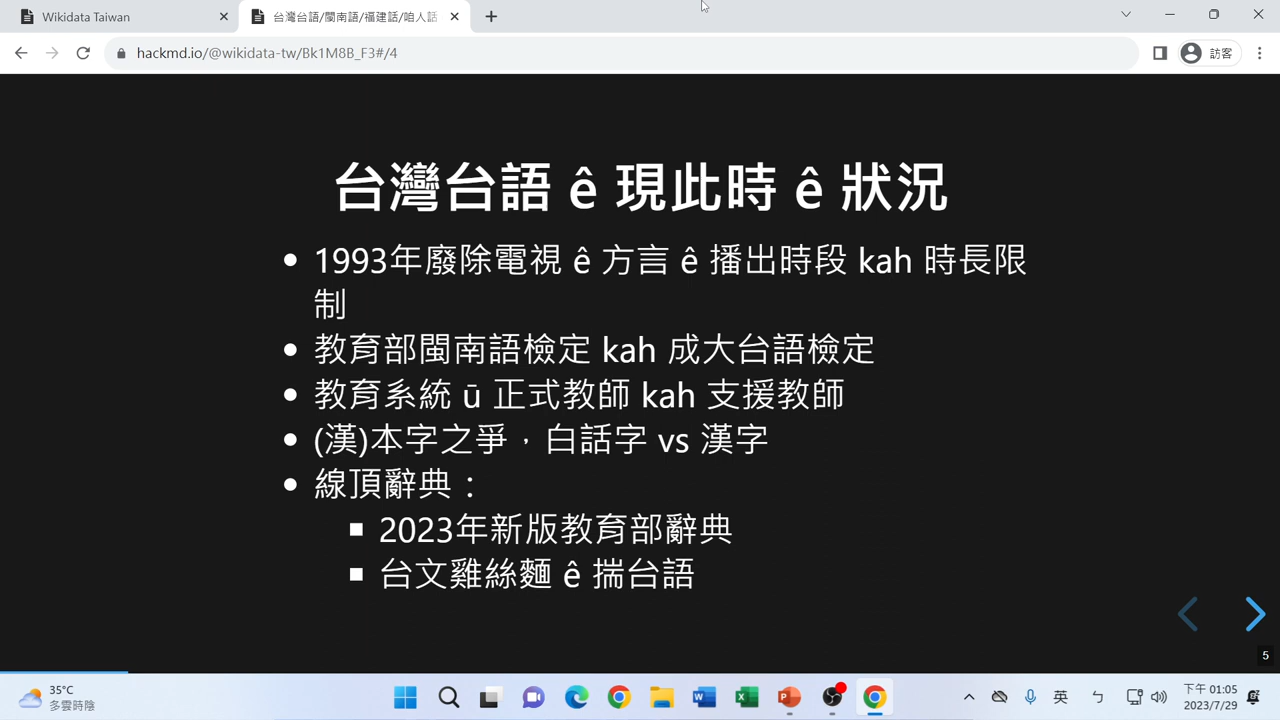 Wikidata Taiwan
台灣台語/閩南語/福建話/咱人話
hackmd.io/@wikidata-tw/Bk1M8B_F3#/4
訪客
台灣台語 ê 現此時 ê 狀況
1993年廢除電視 ê 方言 ê 播出時段 kah 時長限
制
教育部閩南語檢定 kah 成大台語檢定
教育系統 ū 正式教師 kah 支援教師
(漢)本字之爭，白話字 vs 漢字
線頂辭典：
2023年新版教育部辭典
台文雞絲麵 ê 揣台語
5
35°C
多雲時陰
英
ㄅ
下午 01:05
2023/7/29